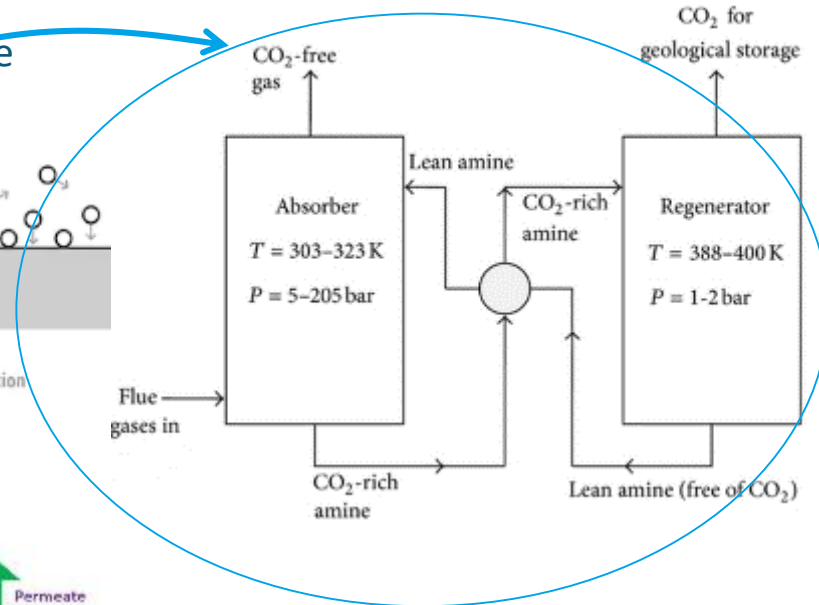 e
CO₂-free
gas
CO₂ for
geological storage
Lean amine
CO₂-rich
amine
Absorber
T = 303–323 K
P = 5–205 bar
Regenerator
T = 388–400 K
P = 1-2 bar
tion
Flue
gases in
CO₂-rich
amine
Lean amine (free of CO₂)
Permeate